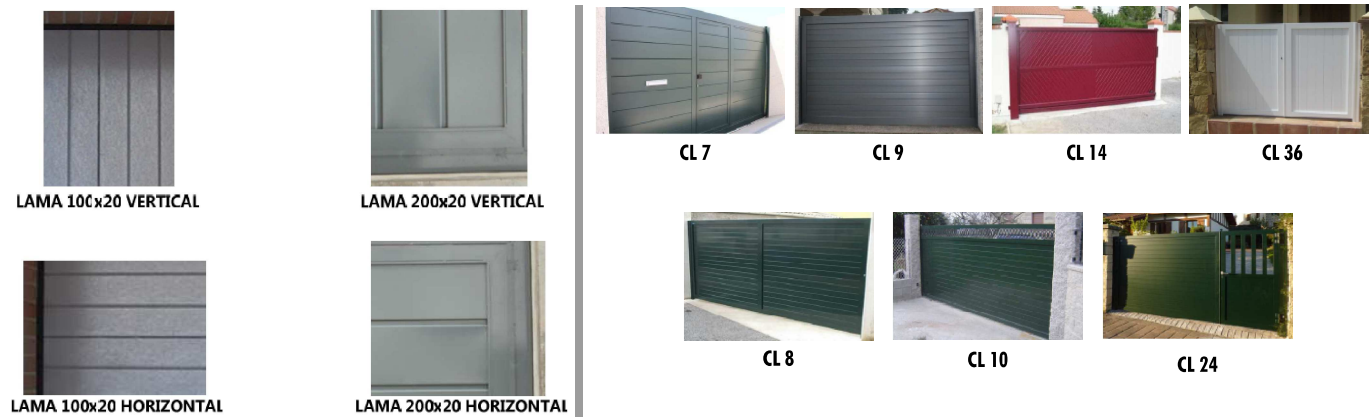 LAMA 100x20 VERTICAL
LAMA 200x20 VERTICAL
LAMA 100x20 HORIZONTAL
LAMA 200x20 HORIZONTAL
CL 7
CL 9
CL 14
CL 36
CL 8
CL 10
CL 24